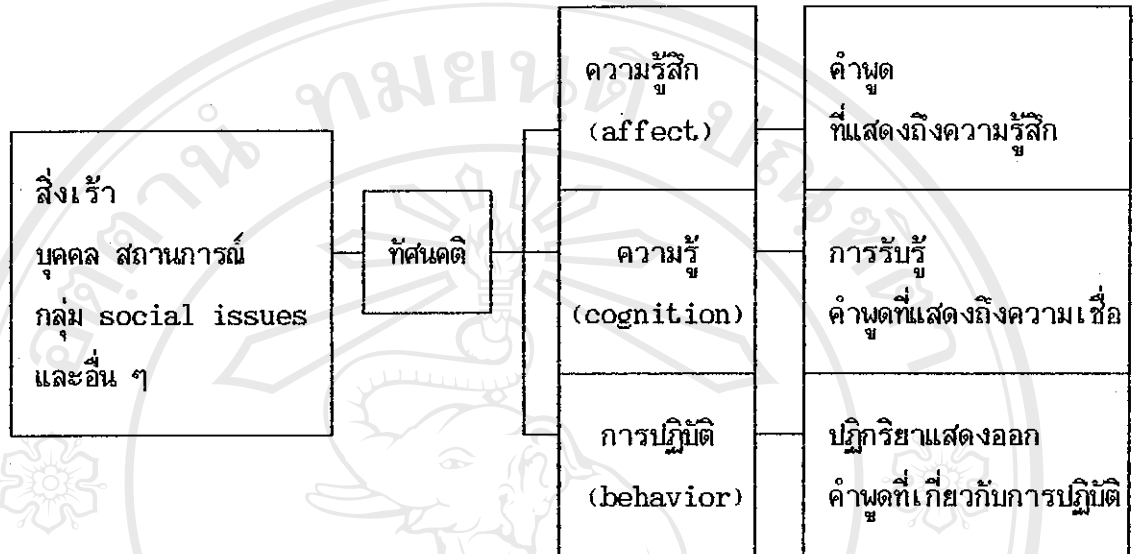 สิ่งเร้า
บุคคล สถานการณ์
กลุ่ม social issues
และอื่น ๆ
ทัศนคติ
ความรู้สึก
(affect)
คำพูด
ที่แสดงถึงความรู้สึก
ความรู้
(cognition)
การรับรู้
คำพูดที่แสดงถึงความเชื่อ
การปฏิบัติ
(behavior)
ปฏิกริยาแสดงออก
คำพูดที่เกี่ยวกับการปฏิบัติ